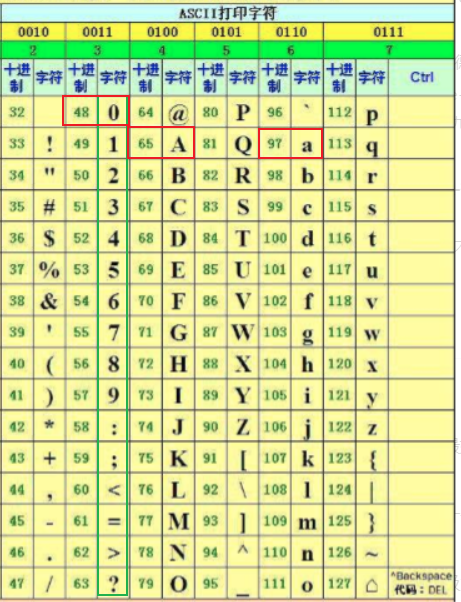 ASCII打印字符
0010 0011 0100 0101 0110 0111
2 3 4 5 6 7
十进制 字符 十进制 字符 十进制 字符 十进制 字符 十进制 字符 十进制 字符 Ctrl
32 48 0 64 @ 80 P 96 ` 112 p
33 ! 49 1 65 A 81 Q 97 a 113 q
34 " 50 2 66 B 82 R 98 b 114 r
35 # 51 3 67 C 83 S 99 c 115 s
36 $ 52 4 68 D 84 T 100 d 116 t
37 % 53 5 69 E 85 U 101 e 117 u
38 & 54 6 70 F 86 V 102 f 118 v
39 ' 55 7 71 G 87 W 103 g 119 w
40 ( 56 8 72 H 88 X 104 h 120 x
41 ) 57 9 73 I 89 Y 105 i 121 y
42 * 58 : 74 J 90 Z 106 j 122 z
43 + 59 ; 75 K 91 [ 107 k 123 {
44 , 60 < 76 L 92 \ 108 l 124 |
45 - 61 = 77 M 93 ] 109 m 125 }
46 . 62 > 78 N 94 ^ 110 n 126 ~
47 / 63 ? 79 O 95 _ 111 o 127 ⌂ ^Backspace
代码：DEL